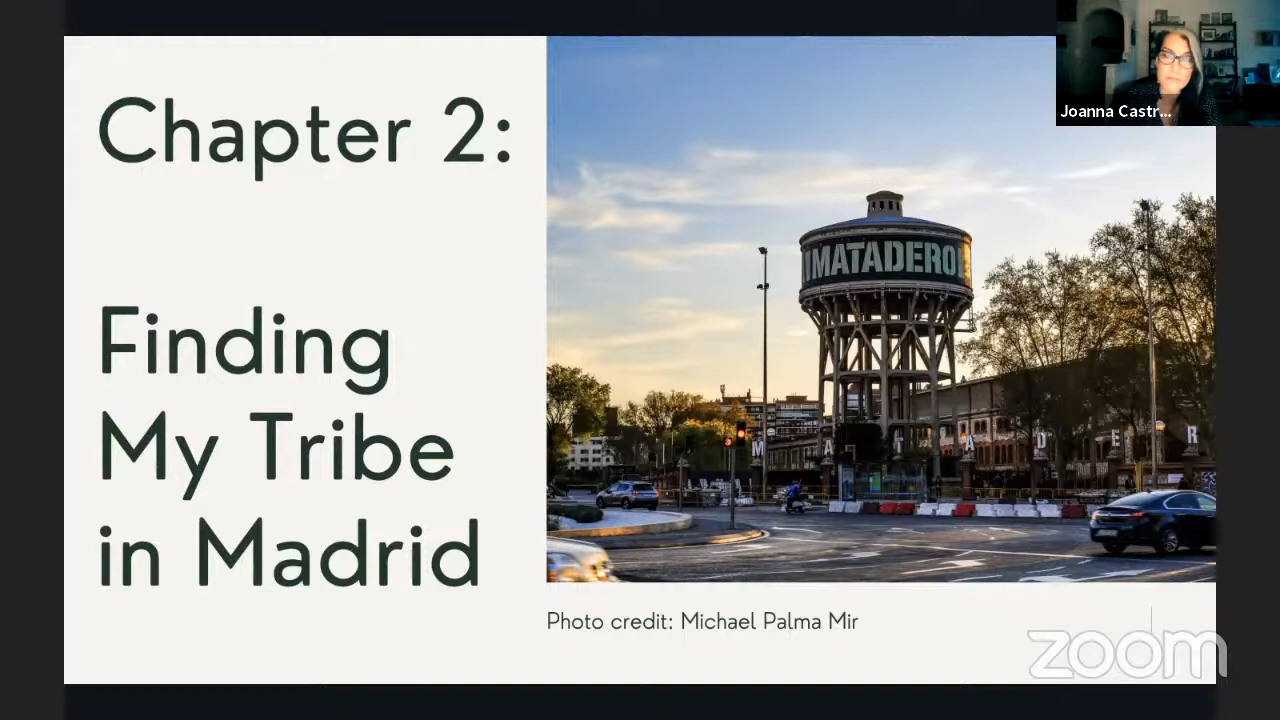 Chapter 2:
Finding
My Tribe
in Madrid
MATADERO
M A T A D E R
Photo credit: Michael Palma Mir
Joanna Castr...
zoom